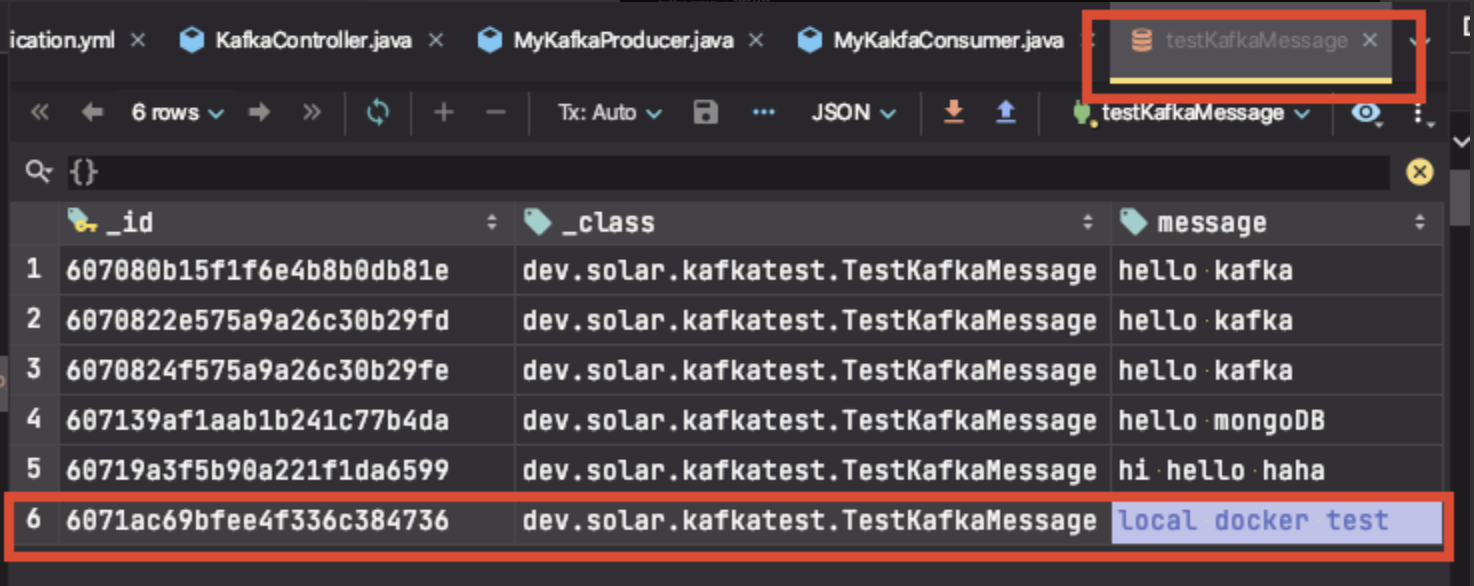 ication.yml KafkaController.java MyKafkaProducer.java MyKakfaConsumer.java testKafkaMessage
6 rows Tx: Auto JSON testKafkaMessage
{}
_id _class message
1 607080b15f1f6e4b8b0db81e dev.solar.kafkatest.TestKafkaMessage hello kafka
2 6070822e575a9a26c30b29fd dev.solar.kafkatest.TestKafkaMessage hello kafka
3 6070824f575a9a26c30b29fe dev.solar.kafkatest.TestKafkaMessage hello kafka
4 607139af1aab1b241c77b4da dev.solar.kafkatest.TestKafkaMessage hello mongoDB
5 60719a3f5b90a221f1da6599 dev.solar.kafkatest.TestKafkaMessage hi hello haha
6 6071ac69bfee4f336c384736 dev.solar.kafkatest.TestKafkaMessage local docker test